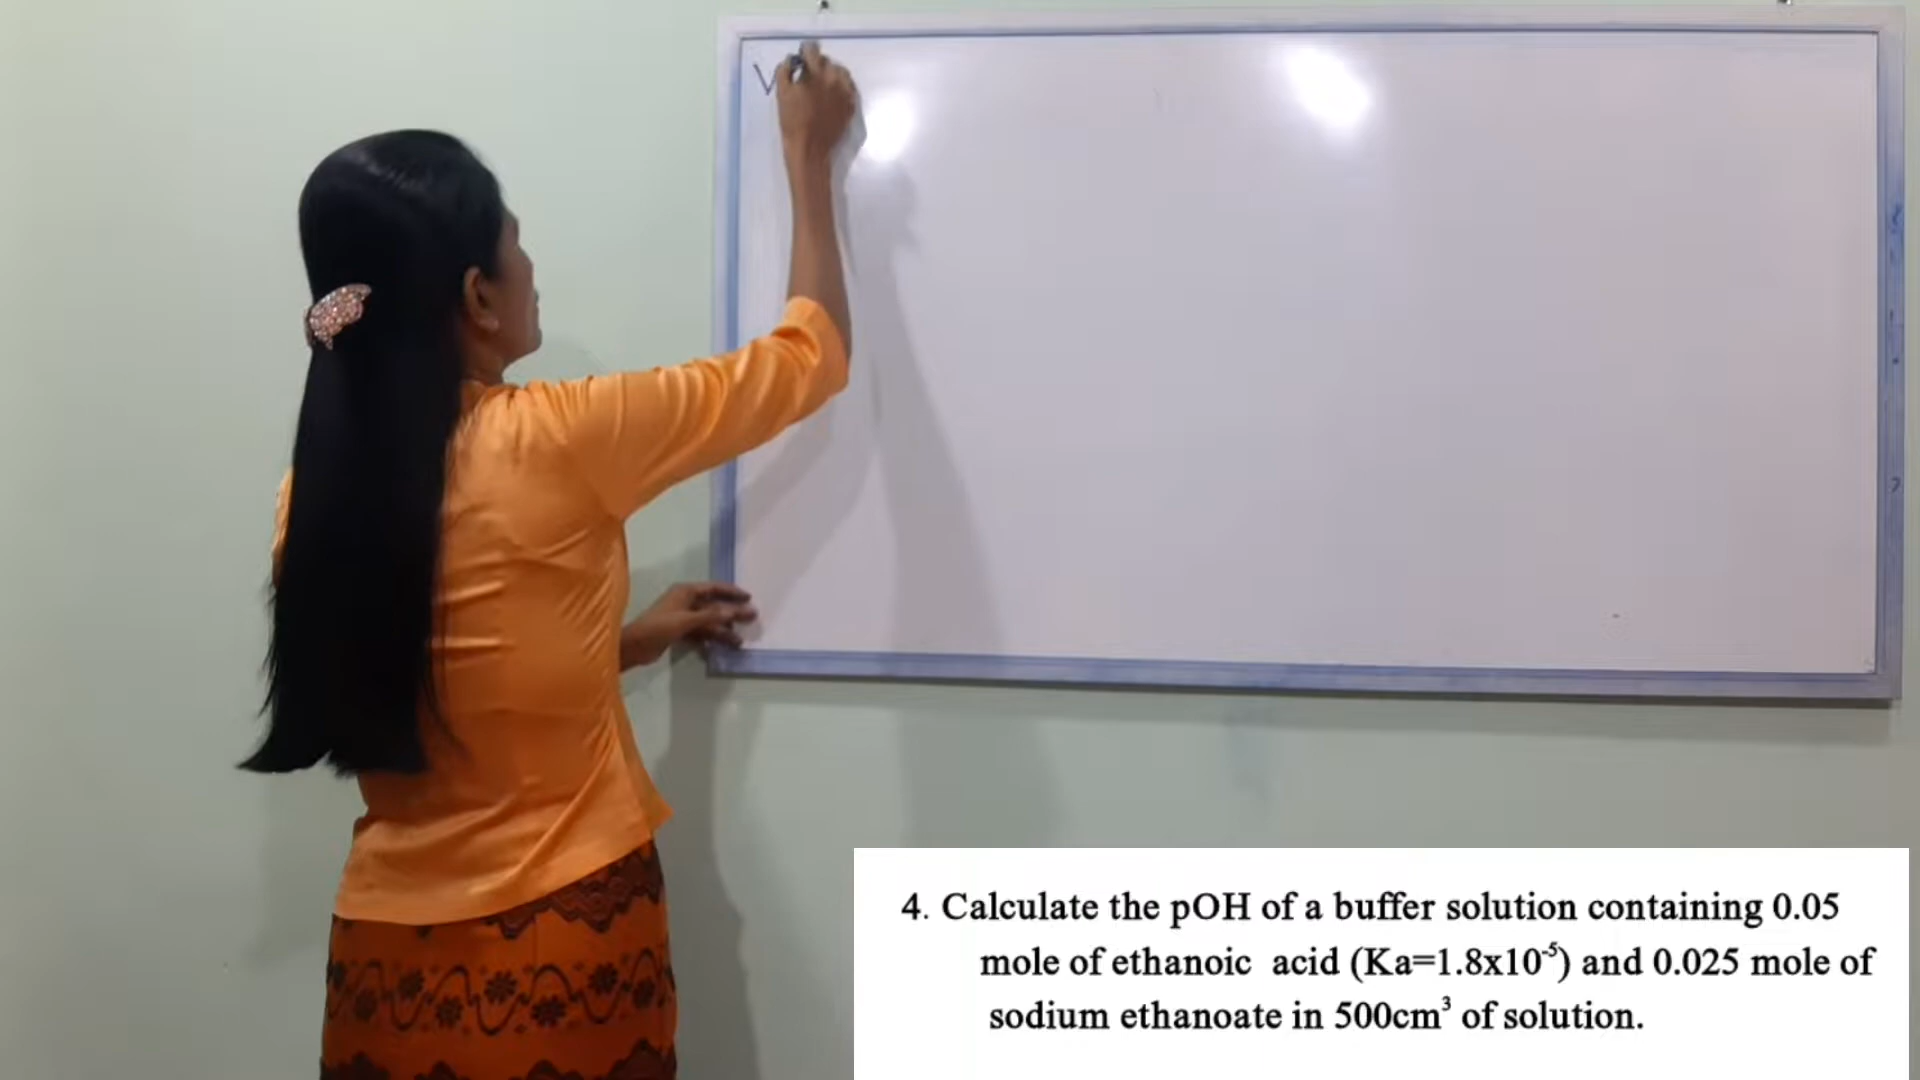 V
4. Calculate the pOH of a buffer solution containing 0.05
mole of ethanoic acid (Ka=1.8x10⁻⁵) and 0.025 mole of
sodium ethanoate in 500cm³ of solution.